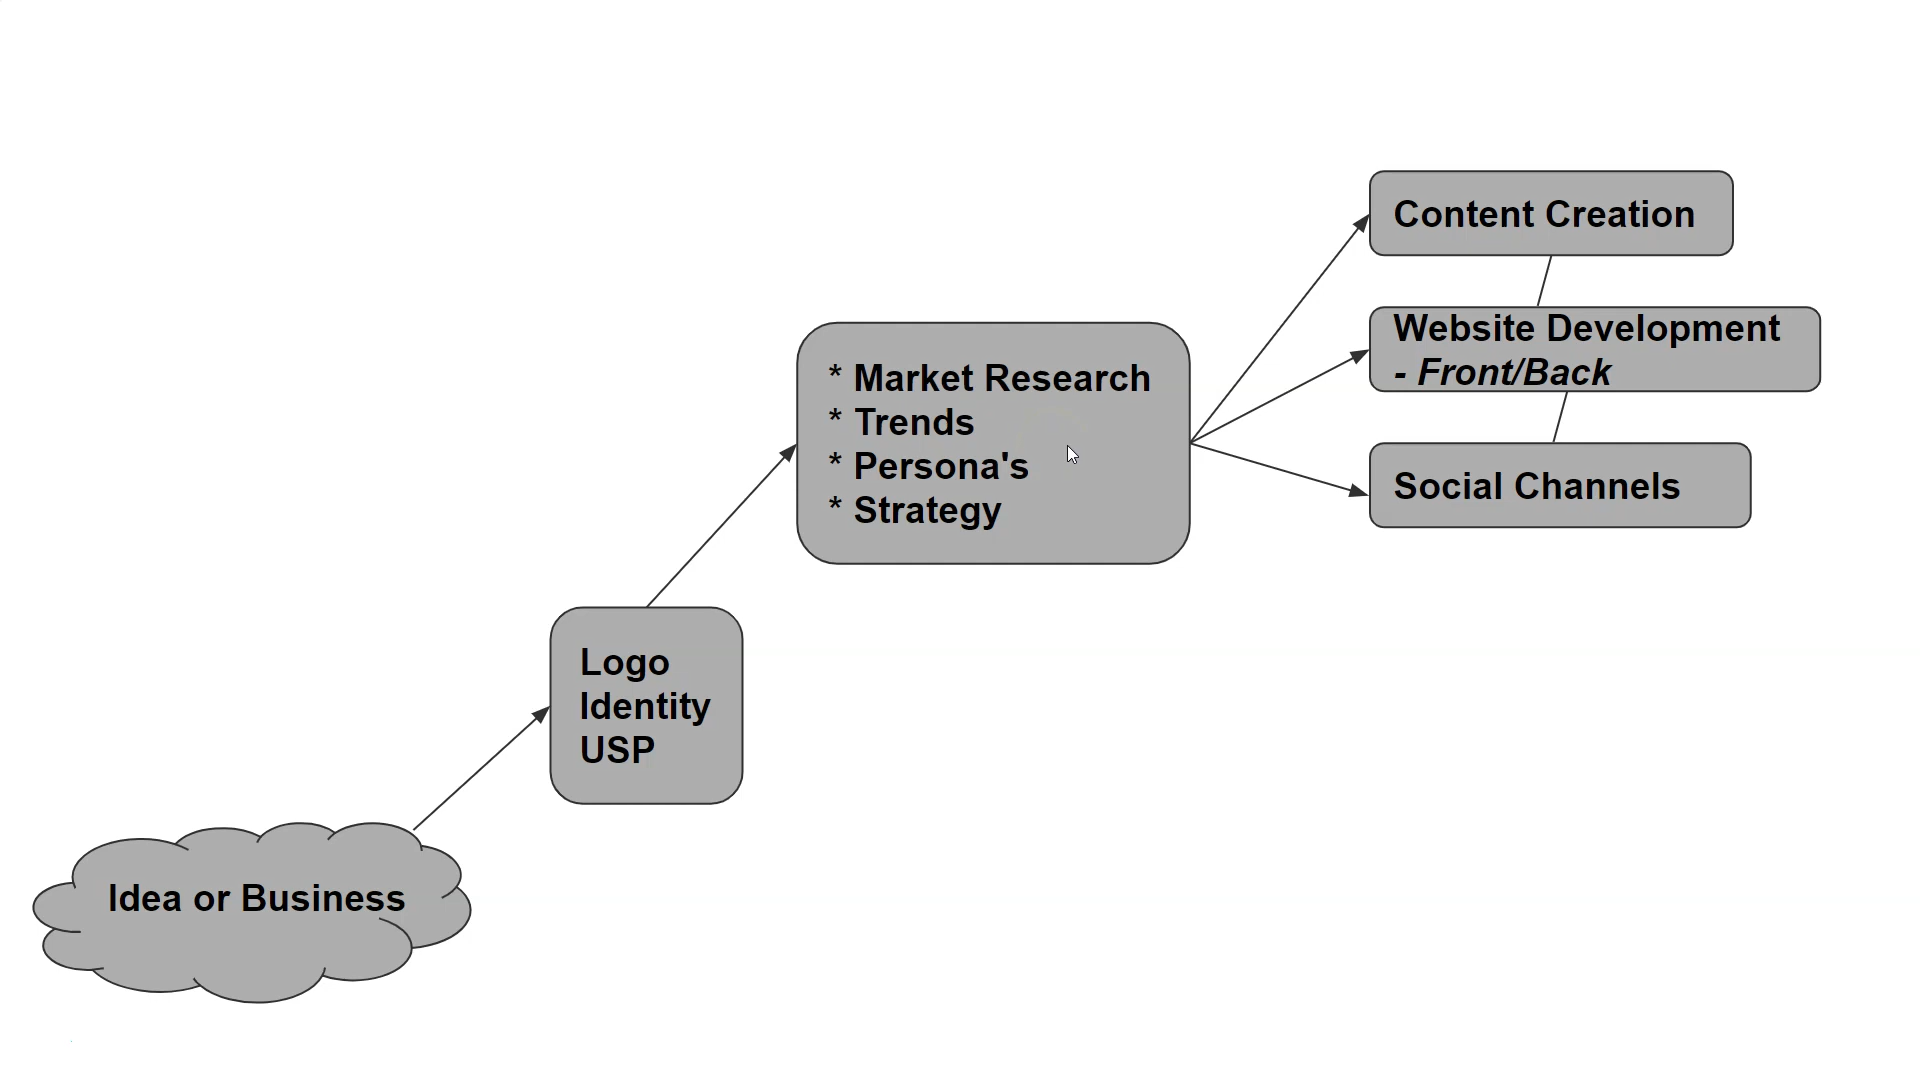 Content Creation
Website Development
- Front/Back
* Market Research
* Trends
* Persona's
* Strategy
Social Channels
Logo
Identity
USP
Idea or Business